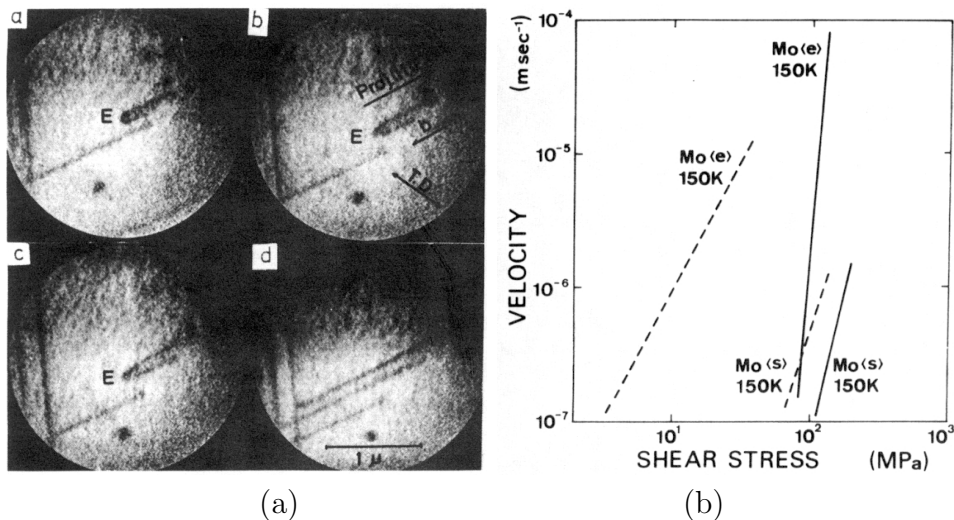 a
E
b
Proj(uz)
E
b
T.D
c
E
d
1 μ
(a)
10⁻⁴
(m sec⁻¹)
10⁻⁵
VELOCITY
10⁻⁶
10⁻⁷
Mo⟨e⟩
150K
Mo⟨e⟩
150K
Mo⟨s⟩
150K
Mo⟨s⟩
150K
10¹
10²
10³
SHEAR STRESS (MPa)
(b)